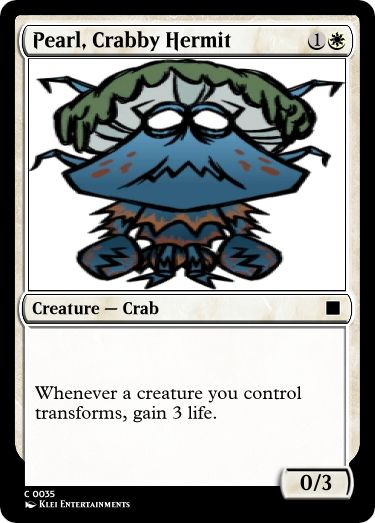 Pearl, Crabby Hermit 1
Creature — Crab
Whenever a creature you control
transforms, gain 3 life.
0/3
C 0035
Klei Entertainments